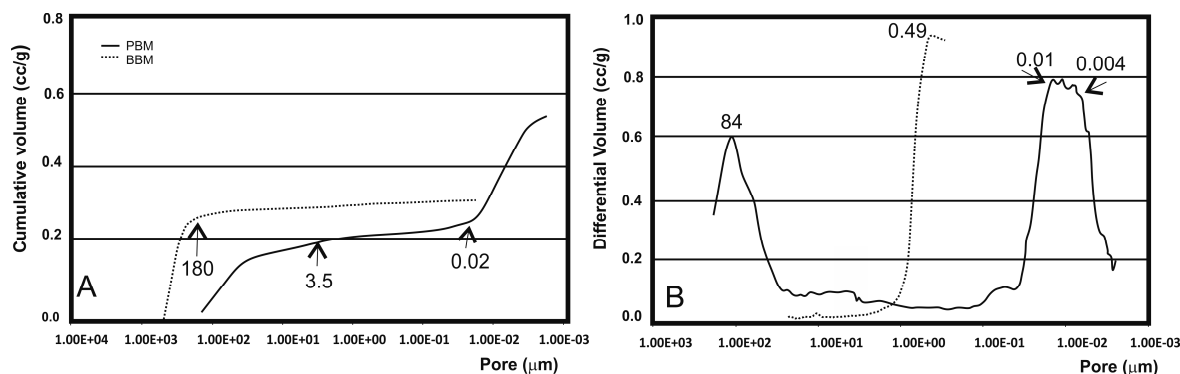 0.8
0.6
0.4
0.2
0.0
Cumulative volume (cc/g)
PBM
BBM
180
3.5
0.02
A
1.00E+04 1.00E+03 1.00E+02 1.00E+01 1.00E+00 1.00E-01 1.00E-02 1.00E-03
Pore (μm)
1.0
0.8
0.6
0.4
0.2
0.0
Differential Volume (cc/g)
0.49
0.01
0.004
84
B
1.00E+03 1.00E+02 1.00E+01 1.00E+00 1.00E-01 1.00E-02 1.00E-03
Pore (μm)